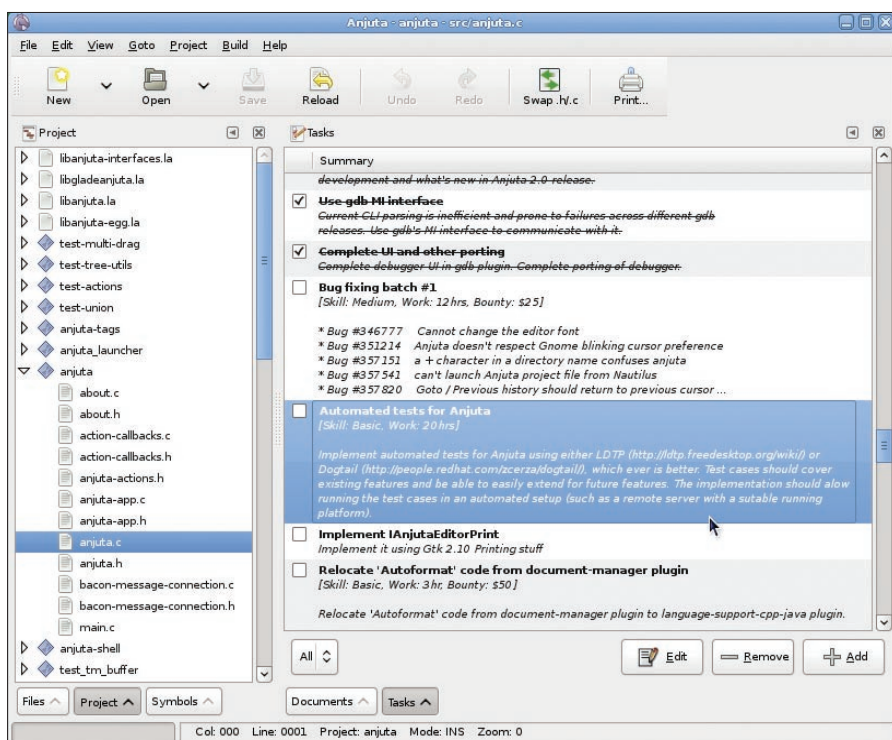 Anjuta - anjuta - src/anjuta.c
File Edit View Goto Project Build Help
New Open Save Reload Undo Redo Swap .h/.c Print...
Project
libanjuta-interfaces.la
libgladeanjuta.la
libanjuta.la
libanjuta-egg.la
test-multi-drag
test-tree-utils
test-actions
test-union
anjuta-tags
anjuta_launcher
anjuta
about.c
about.h
action-callbacks.c
action-callbacks.h
anjuta-actions.h
anjuta-app.c
anjuta-app.h
anjuta.c
anjuta.h
bacon-message-connection.c
bacon-message-connection.h
main.c
anjuta-shell
test_tm_buffer
Files Project Symbols
Tasks
Summary
development and what's new in Anjuta 2.0 release.
Use gdb MI interface
Current CLI parsing is inefficient and prone to failures across different gdb
releases. Use gdb's MI interface to communicate with it.
Complete UI and other porting
Complete debugger UI in gdb plugin. Complete porting of debugger.
Bug fixing batch #1
[Skill: Medium, Work: 12hrs, Bounty: $25]
* Bug #346777 Cannot change the editor font
* Bug #351214 Anjuta doesn't respect Gnome blinking cursor preference
* Bug #357151 a + character in a directory name confuses anjuta
* Bug #357541 can't launch Anjuta project file from Nautilus
* Bug #357820 Goto / Previous history should return to previous cursor ...
Automated tests for Anjuta
[Skill: Basic, Work: 20hrs]
Implement automated tests for Anjuta using either LDTP (http://ldtp.freedesktop.org/wiki/) or
Dogtail (http://people.redhat.com/zcerza/dogtail/), which ever is better. Test cases should cover
existing features and be able to easily extend for future features. The implementation should alow
running the test cases in an automated setup (such as a remote server with a sutable running
platform).
Implement IAnjutaEditorPrint
Implement it using Gtk 2.10 Printing stuff
Relocate 'Autoformat' code from document-manager plugin
[Skill: Basic, Work: 3hr, Bounty: $50]
Relocate 'Autoformat' code from document-manager plugin to language-support-cpp-java plugin.
All Edit Remove Add
Documents Tasks
Col: 000 Line: 0001 Project: anjuta Mode: INS Zoom: 0